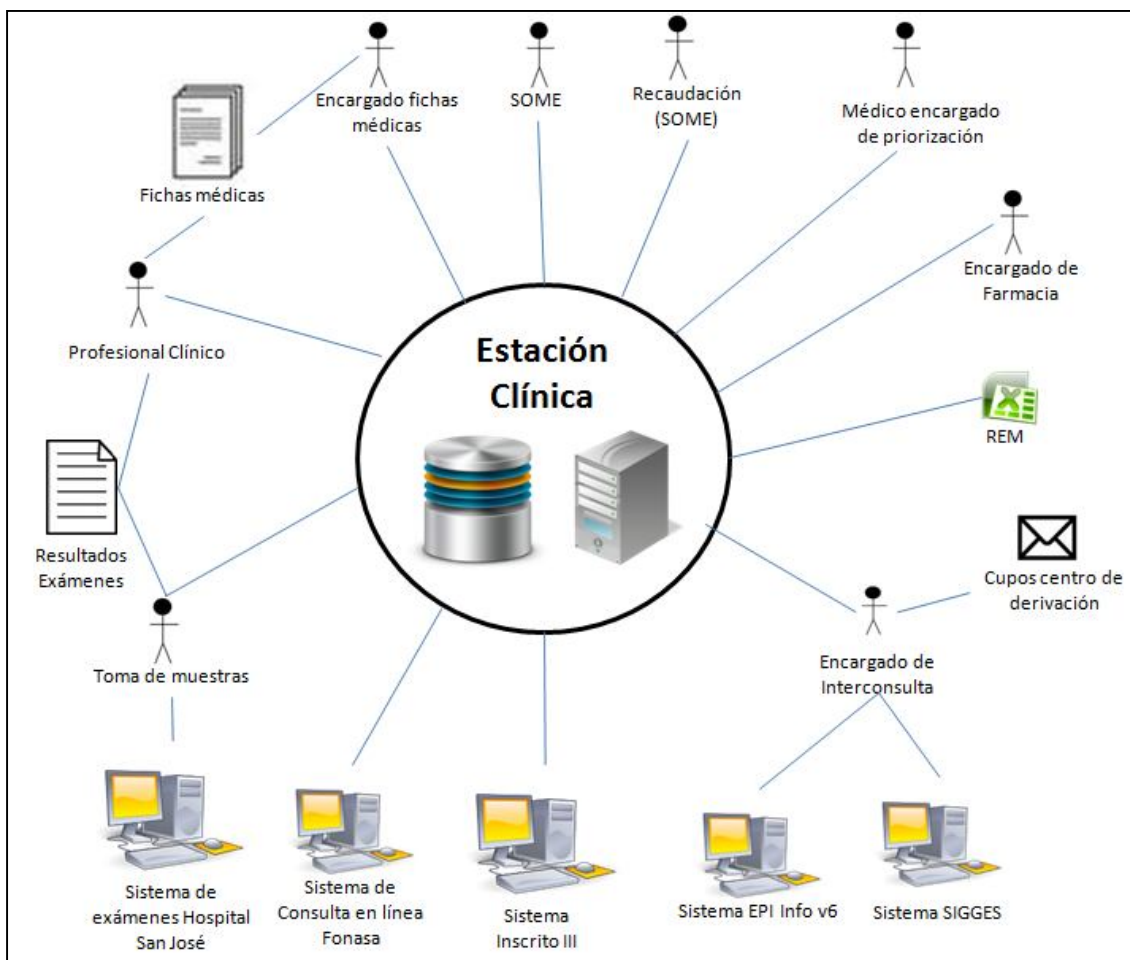 Encargado fichas
médicas
SOME
Recaudación
(SOME)
Médico encargado
de priorización
Fichas médicas
Encargado de
Farmacia
Profesional Clínico
Estación
Clínica
REM
Resultados
Exámenes
Cupos centro de
derivación
Toma de muestras
Encargado de
Interconsulta
Sistema de
exámenes Hospital
San José
Sistema de
Consulta en línea
Fonasa
Sistema
Inscrito III
Sistema EPI Info v6
Sistema SIGGES